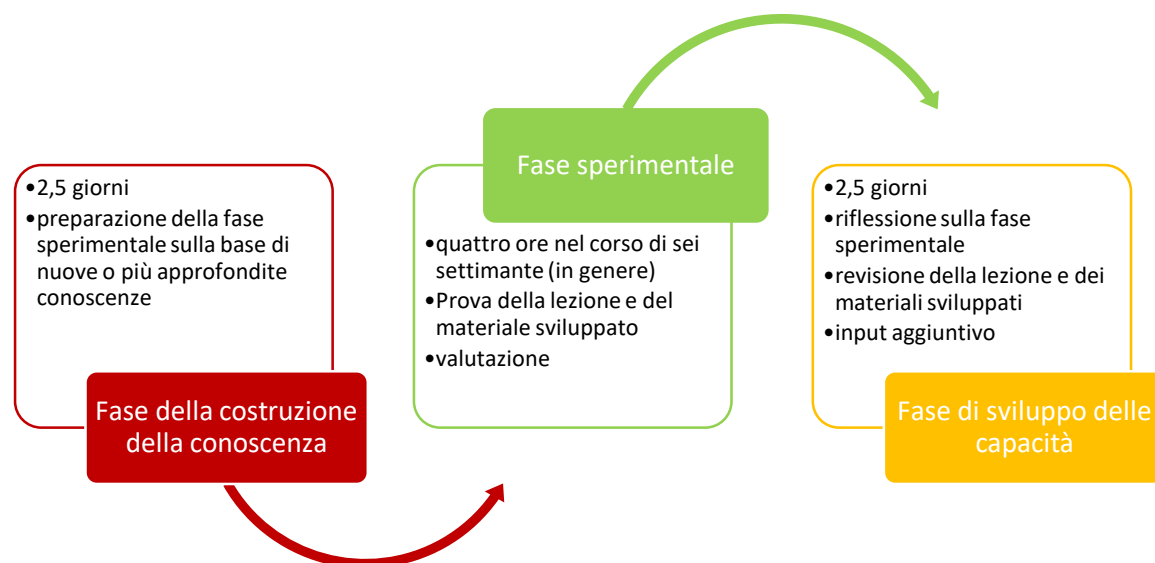 •2,5 giorni
•preparazione della fase
sperimentale sulla base di
nuove o più approfondite
conoscenze
Fase della costruzione
della conoscenza
Fase sperimentale
•quattro ore nel corso di sei
settimante (in genere)
•Prova della lezione e del
materiale sviluppato
•valutazione
•2,5 giorni
•riflessione sulla fase
sperimentale
•revisione della lezione e dei
materiali sviluppati
•input aggiuntivo
Fase di sviluppo delle
capacità